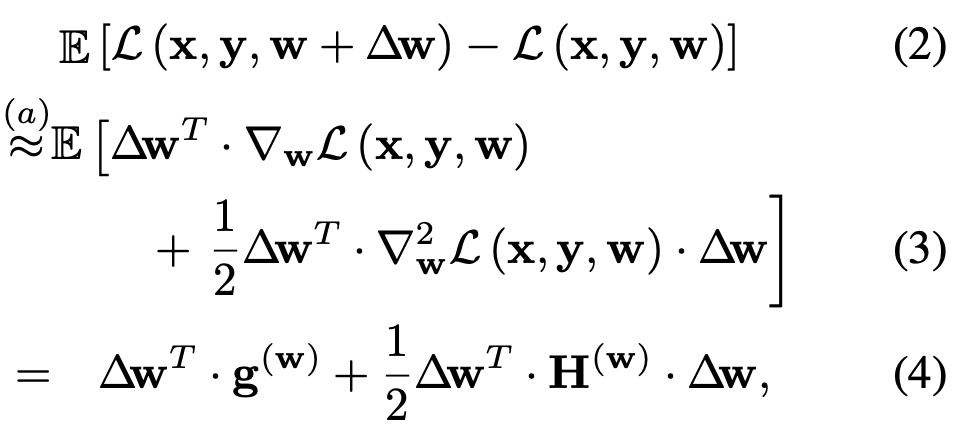 𝔼 [ℒ (𝐱, 𝐲, 𝐰 + Δ𝐰) − ℒ (𝐱, 𝐲, 𝐰)] (2)
(a)≈ 𝔼 [Δ𝐰^T · ∇_𝐰 ℒ (𝐱, 𝐲, 𝐰)
+ 1/2 Δ𝐰^T · ∇²_𝐰 ℒ (𝐱, 𝐲, 𝐰) · Δ𝐰] (3)
= Δ𝐰^T · 𝐠^(𝐰) + 1/2 Δ𝐰^T · 𝐇^(𝐰) · Δ𝐰, (4)